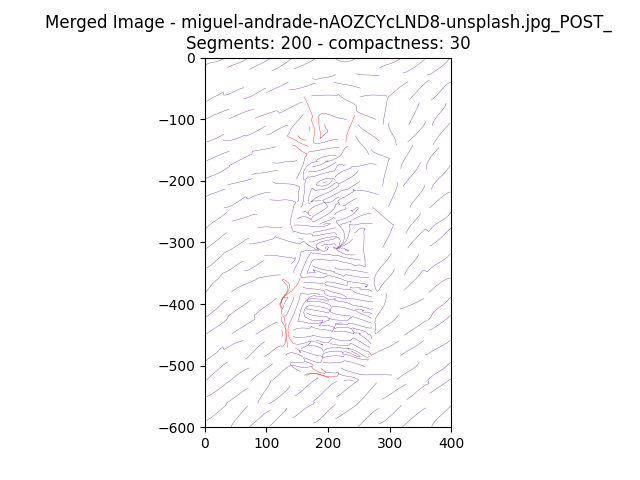 Merged Image - miguel-andrade-nAOZCYcLND8-unsplash.jpg_POST_
Segments: 200 - compactness: 30
0
−100
−200
−300
−400
−500
−600
0 100 200 300 400